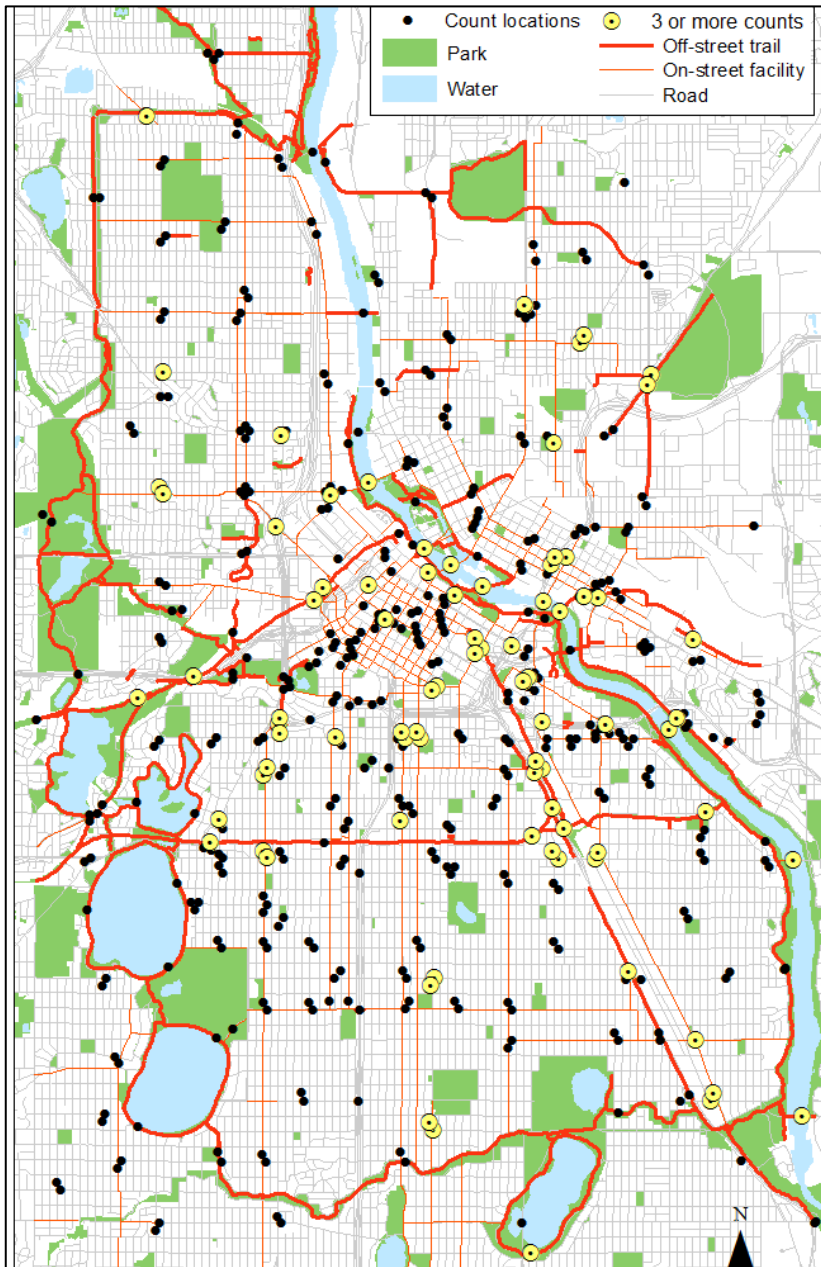 Count locations
3 or more counts
Park
Off-street trail
On-street facility
Water
Road
N